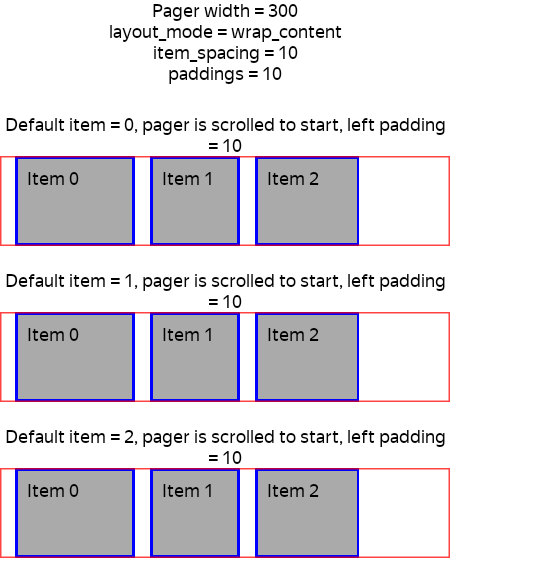 Pager width = 300
layout_mode = wrap_content
item_spacing = 10
paddings = 10
Default item = 0, pager is scrolled to start, left padding
= 10
Item 0
Item 1
Item 2
Default item = 1, pager is scrolled to start, left padding
= 10
Item 0
Item 1
Item 2
Default item = 2, pager is scrolled to start, left padding
= 10
Item 0
Item 1
Item 2